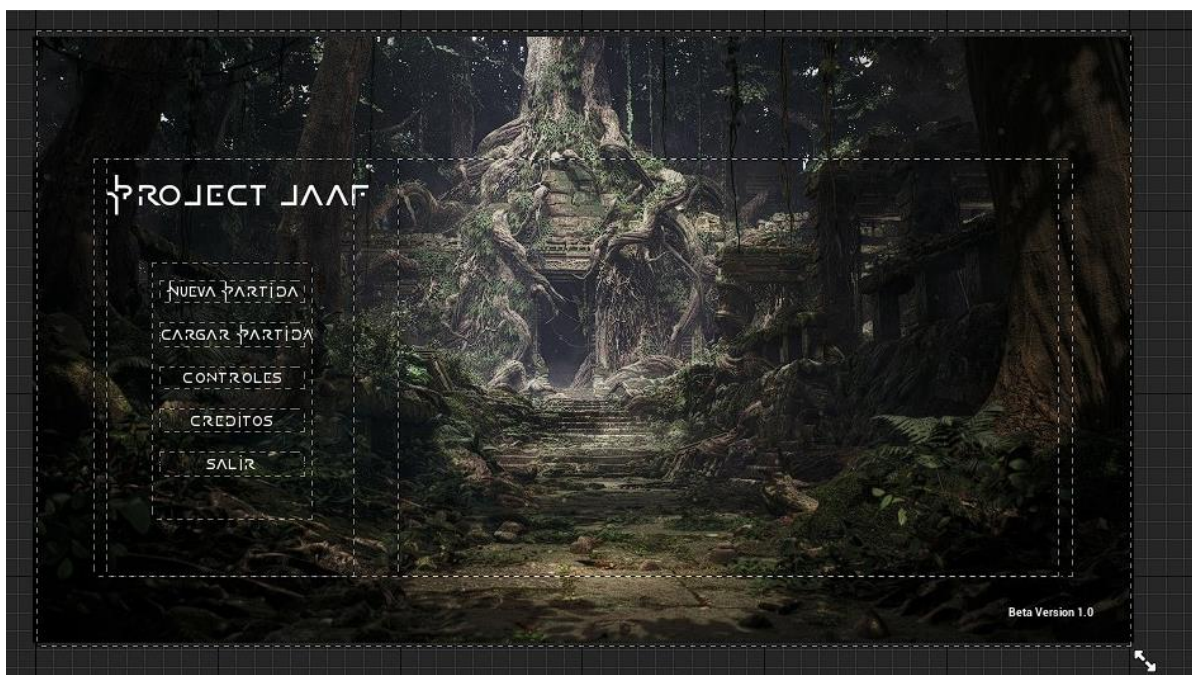 PROJECT JAAF
NUEVA PARTIDA
CARGAR PARTIDA
CONTROLES
CREDITOS
SALIR
Beta Version 1.0